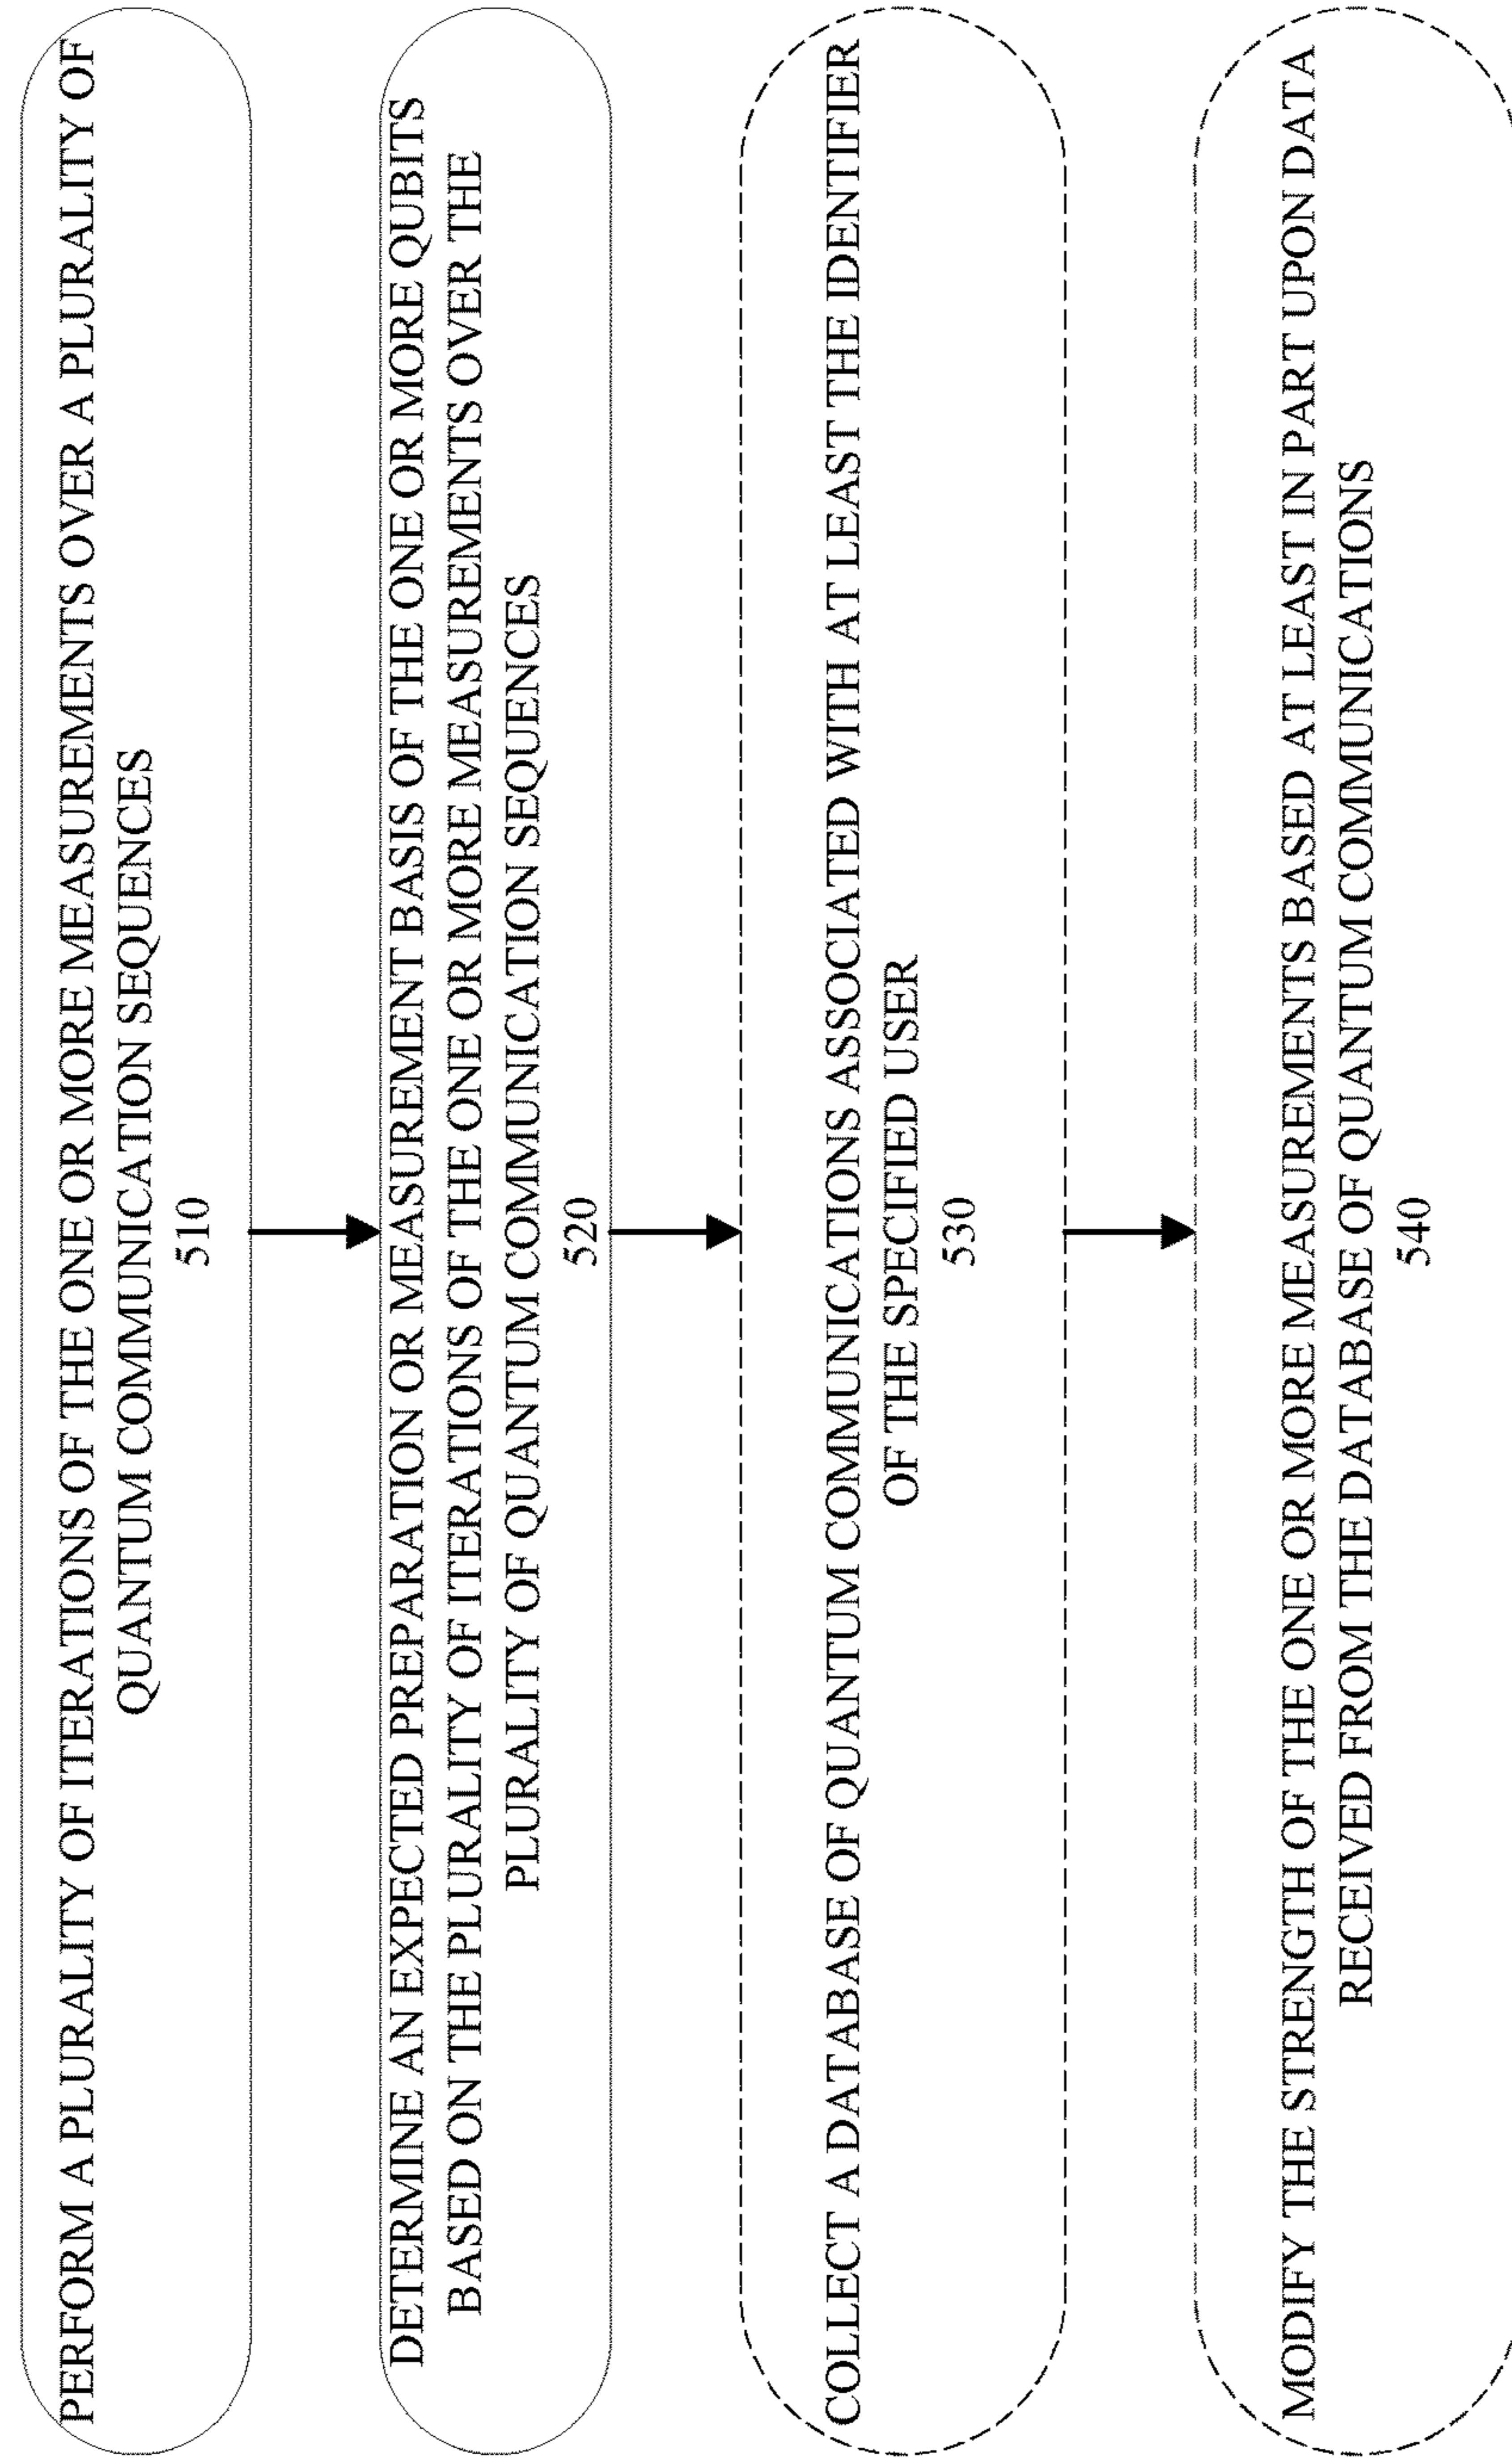 PERFORM A PLURALITY OF ITERATIONS OF THE ONE OR MORE MEASUREMENTS OVER A PLURALITY OF
QUANTUM COMMUNICATION SEQUENCES
510
DETERMINE AN EXPECTED PREPARATION OR MEASUREMENT BASIS OF THE ONE OR MORE QUBITS
BASED ON THE PLURALITY OF ITERATIONS OF THE ONE OR MORE MEASUREMENTS OVER THE
PLURALITY OF QUANTUM COMMUNICATION SEQUENCES
520
COLLECT A DATABASE OF QUANTUM COMMUNICATIONS ASSOCIATED WITH AT LEAST THE IDENTIFIER
OF THE SPECIFIED USER
530
MODIFY THE STRENGTH OF THE ONE OR MORE MEASUREMENTS BASED AT LEAST IN PART UPON DATA
RECEIVED FROM THE DATABASE OF QUANTUM COMMUNICATIONS
540